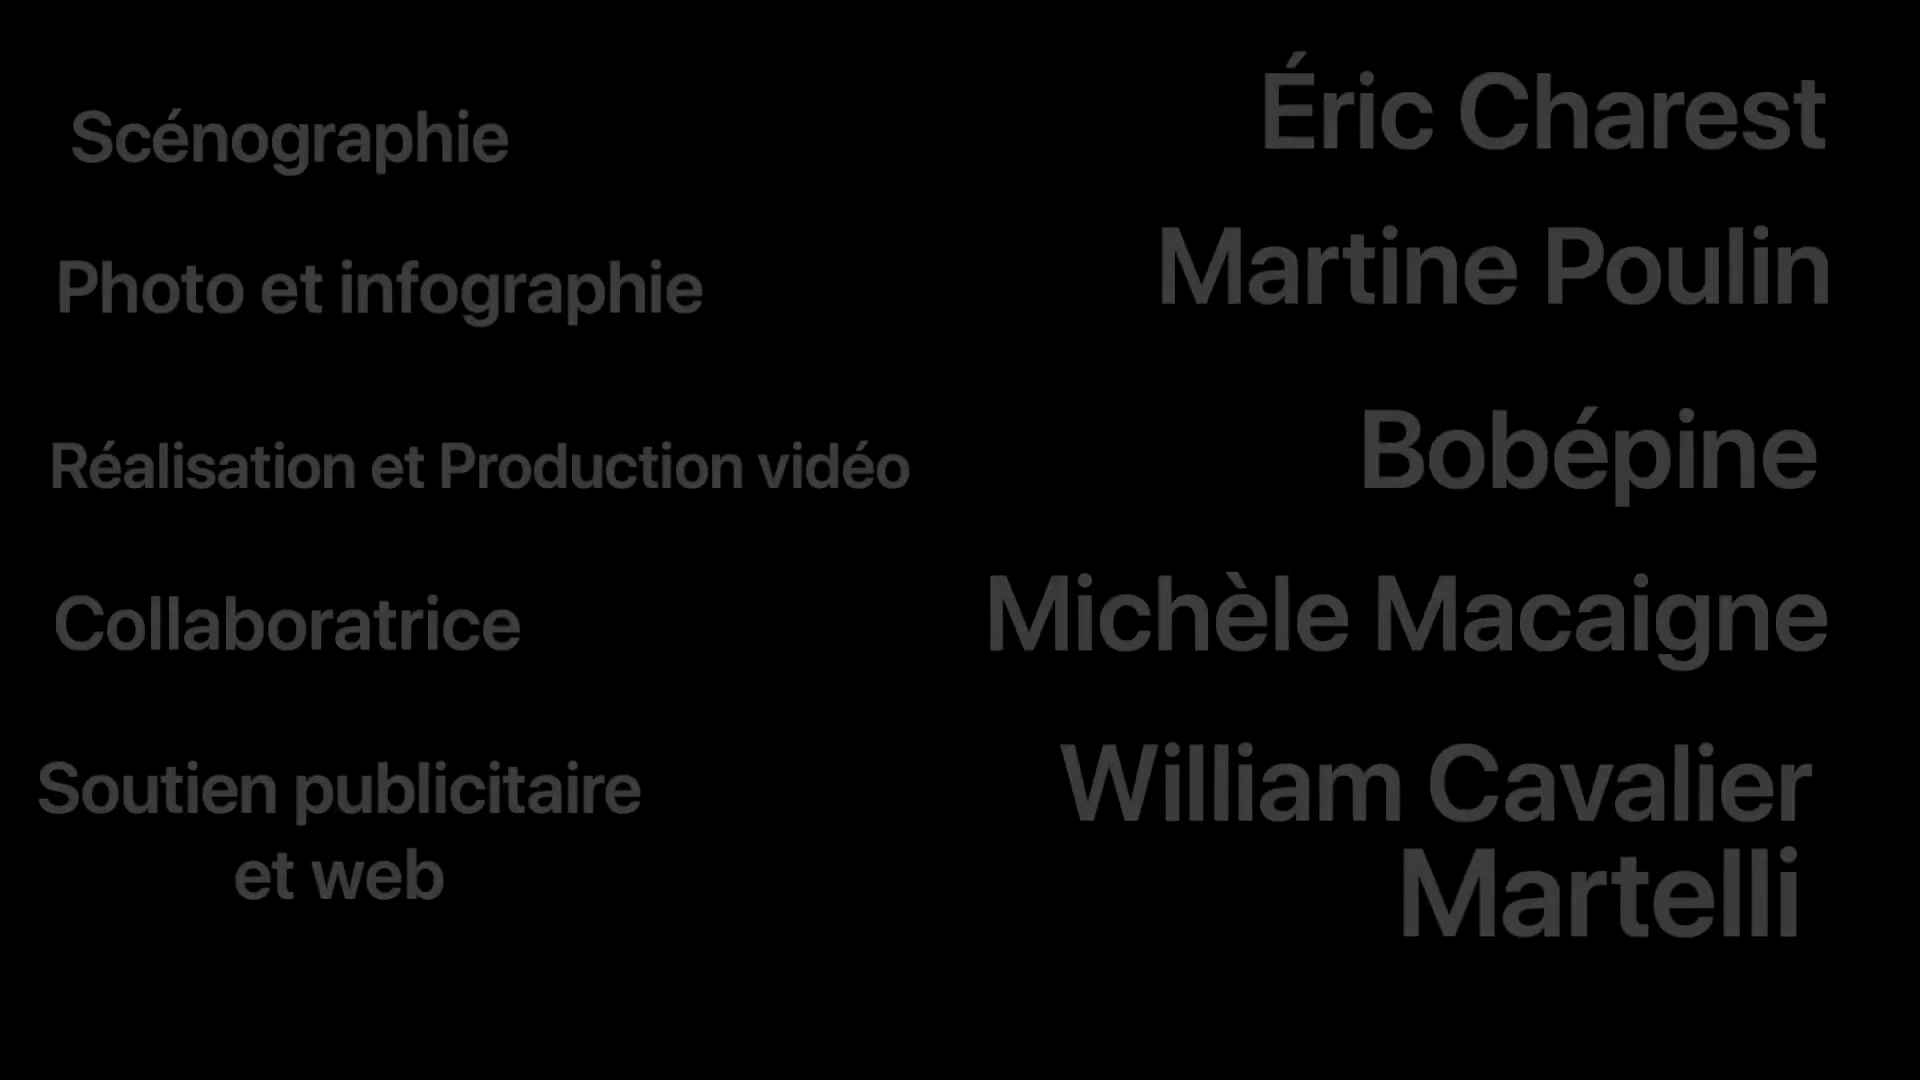 Scénographie
Éric Charest
Photo et infographie
Martine Poulin
Réalisation et Production vidéo
Bobépine
Collaboratrice
Michèle Macaigne
Soutien publicitaire
et web
William Cavalier
Martelli